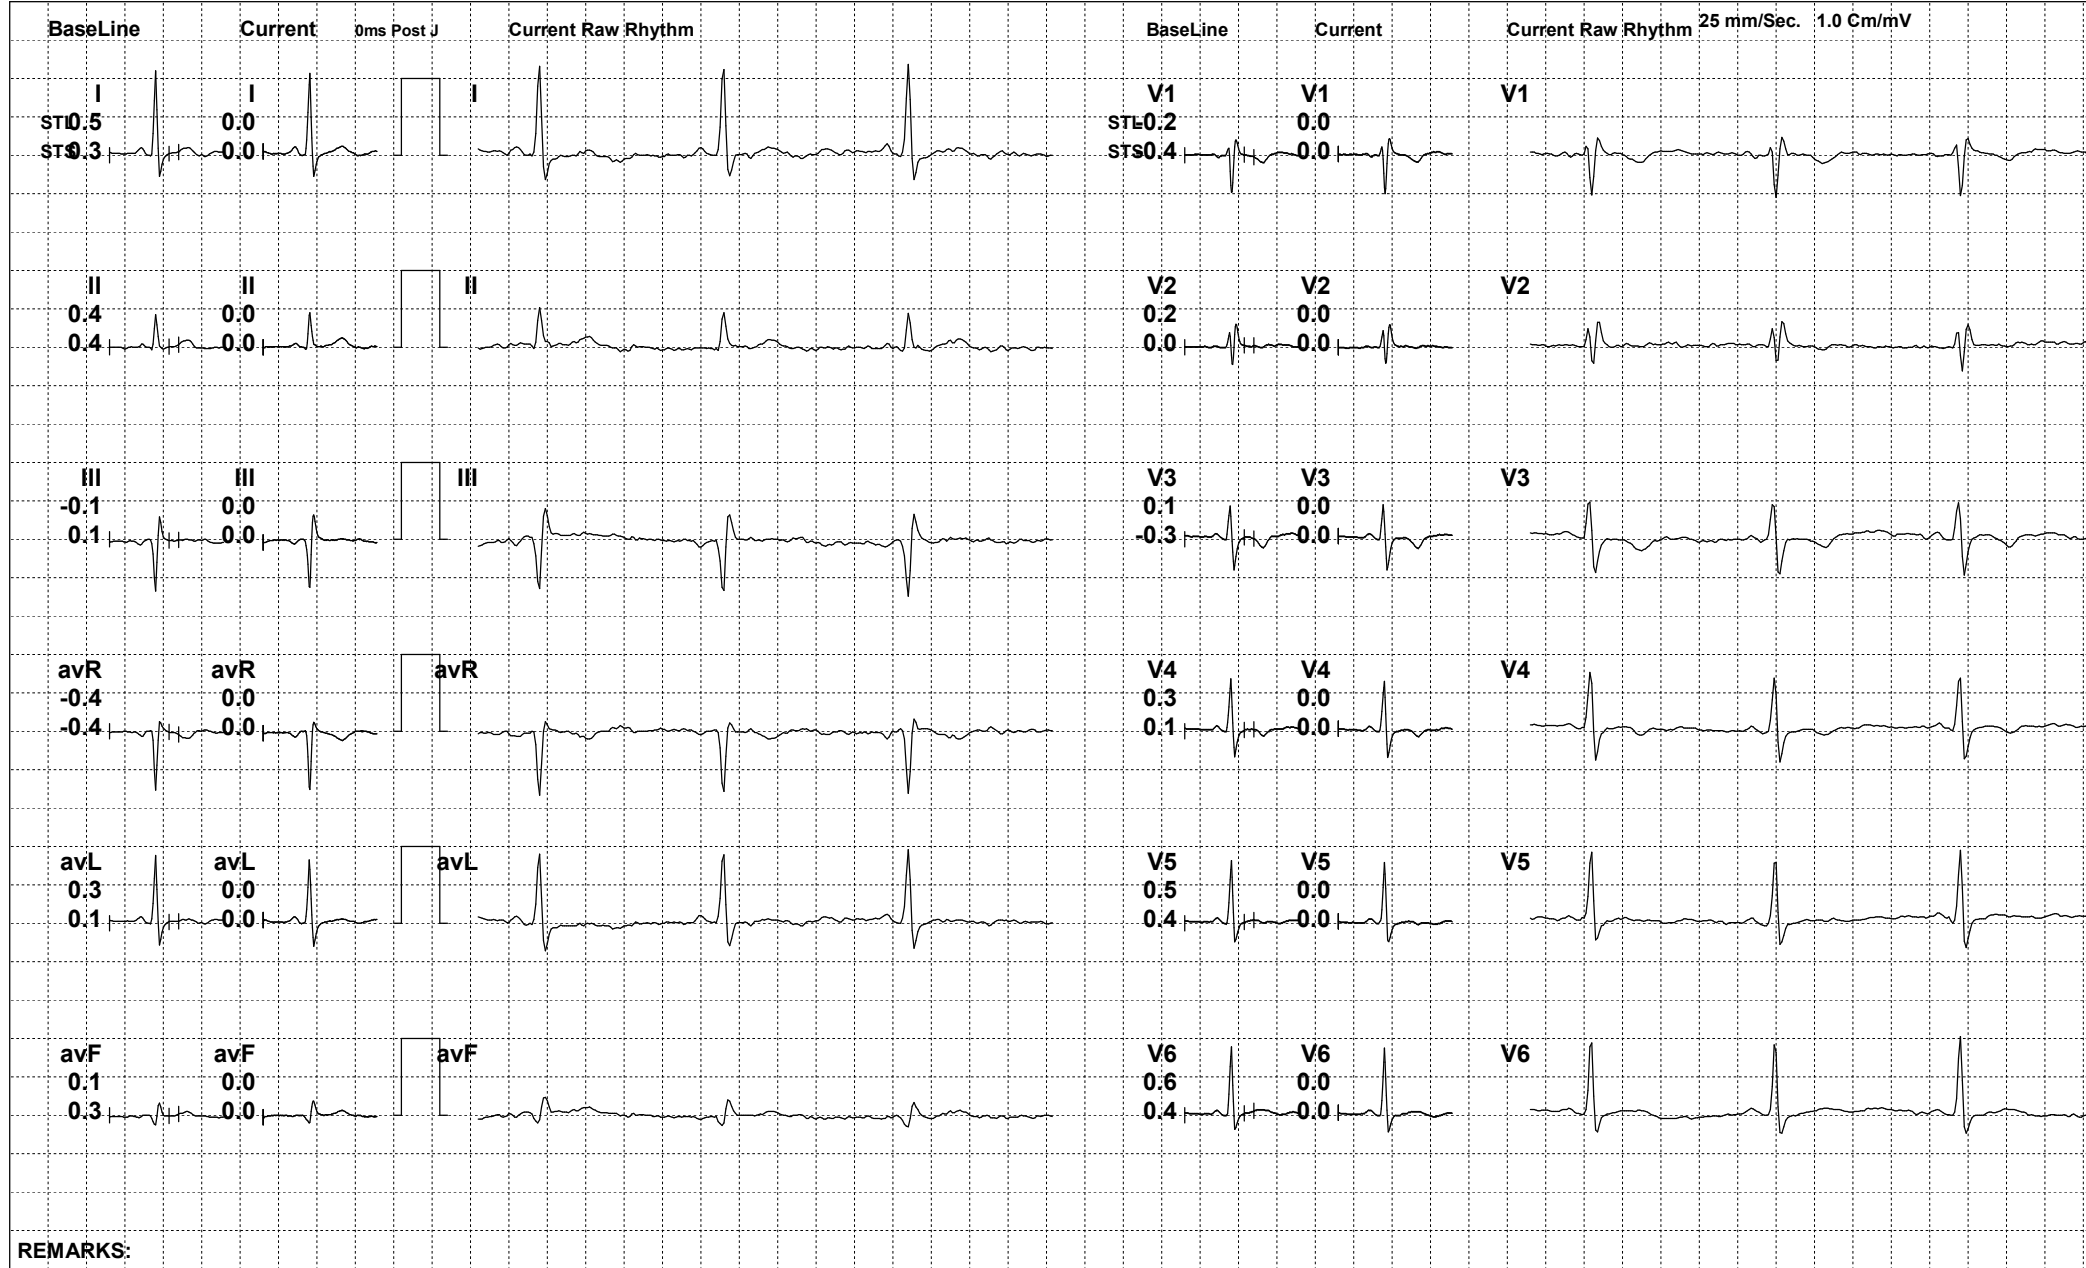 BaseLine Current 0ms Post J Current Raw Rhythm BaseLine Current Current Raw Rhythm 25 mm/Sec. 1.0 Cm/mV
I I I V1 V1 V1
STL 0.5 0.0 STL -0.2 0.0
STS 0.3 0.0 STS 0.4 0.0
II II II V2 V2 V2
0.4 0.0 0.2 0.0
0.4 0.0 0.0 0.0
III III III V3 V3 V3
-0.1 0.0 0.1 0.0
0.1 0.0 -0.3 0.0
avR avR avR V4 V4 V4
-0.4 0.0 0.3 0.0
-0.4 0.0 0.1 0.0
avL avL avL V5 V5 V5
0.3 0.0 0.5 0.0
0.1 0.0 0.4 0.0
avF avF avF V6 V6 V6
0.1 0.0 0.6 0.0
0.3 0.0 0.4 0.0
REMARKS: